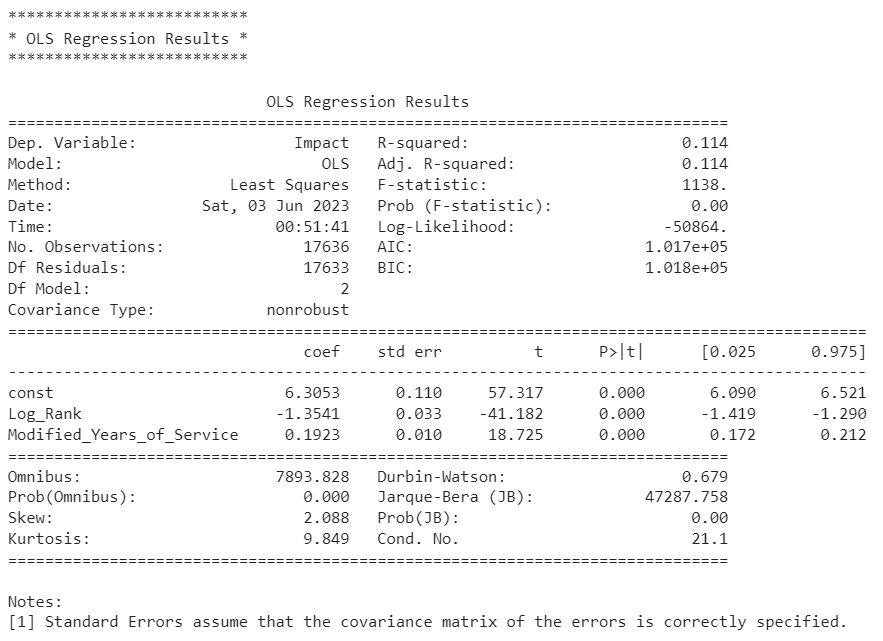 **************************
* OLS Regression Results *
**************************
OLS Regression Results
==============================================================================
Dep. Variable: Impact R-squared: 0.114
Model: OLS Adj. R-squared: 0.114
Method: Least Squares F-statistic: 1138.
Date: Sat, 03 Jun 2023 Prob (F-statistic): 0.00
Time: 00:51:41 Log-Likelihood: -50864.
No. Observations: 17636 AIC: 1.017e+05
Df Residuals: 17633 BIC: 1.018e+05
Df Model: 2
Covariance Type: nonrobust
=============================================================================================
coef std err t P>|t| [0.025 0.975]
---------------------------------------------------------------------------------------------
const 6.3053 0.110 57.317 0.000 6.090 6.521
Log_Rank -1.3541 0.033 -41.182 0.000 -1.419 -1.290
Modified_Years_of_Service 0.1923 0.010 18.725 0.000 0.172 0.212
==============================================================================
Omnibus: 7893.828 Durbin-Watson: 0.679
Prob(Omnibus): 0.000 Jarque-Bera (JB): 47287.758
Skew: 2.088 Prob(JB): 0.00
Kurtosis: 9.849 Cond. No. 21.1
==============================================================================
Notes:
[1] Standard Errors assume that the covariance matrix of the errors is correctly specified.